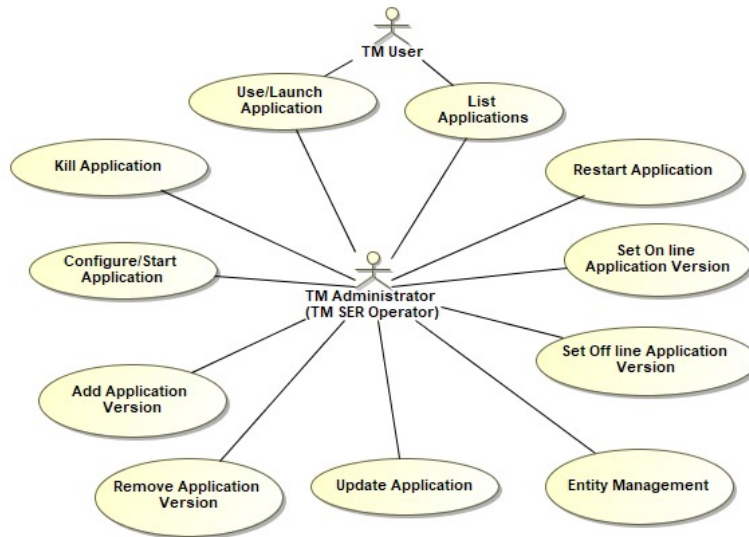 TM User
Use/Launch
Application
List
Applications
Kill Application
Restart Application
Configure/Start
Application
Set On line
Application Version
TM Administrator
(TM SER Operator)
Set Off line Application
Version
Add Application
Version
Remove Application
Version
Update Application
Entity Management